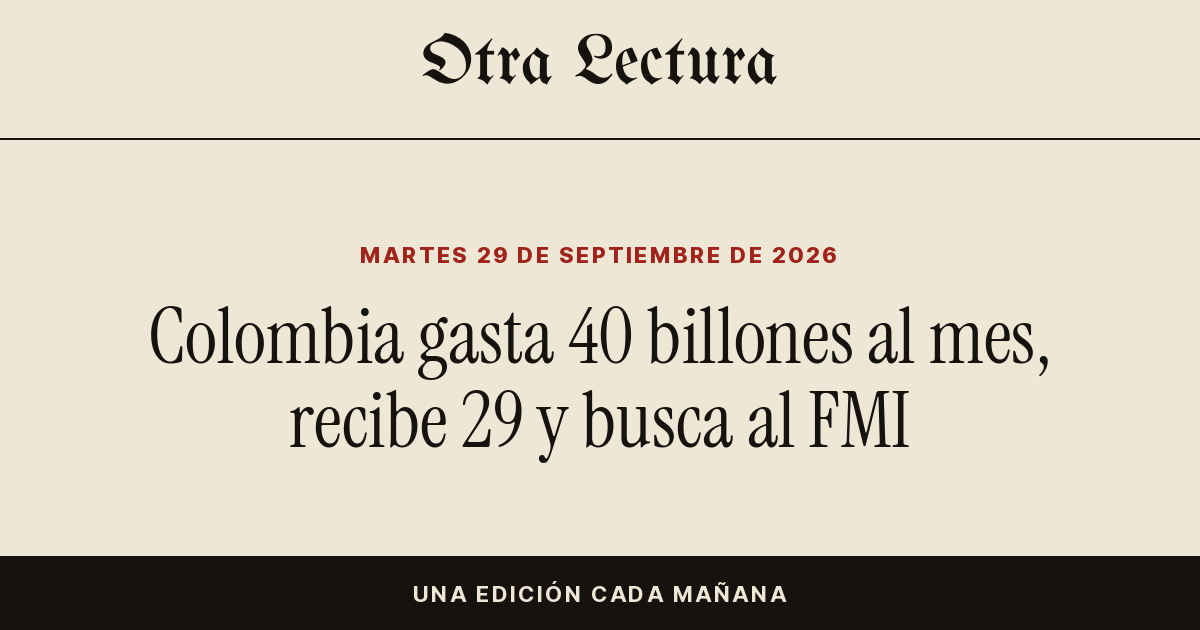 Otra Lectura
MARTES 29 DE SEPTIEMBRE DE 2026
Colombia gasta 40 billones al mes,
recibe 29 y busca al FMI
UNA EDICIÓN CADA MAÑANA